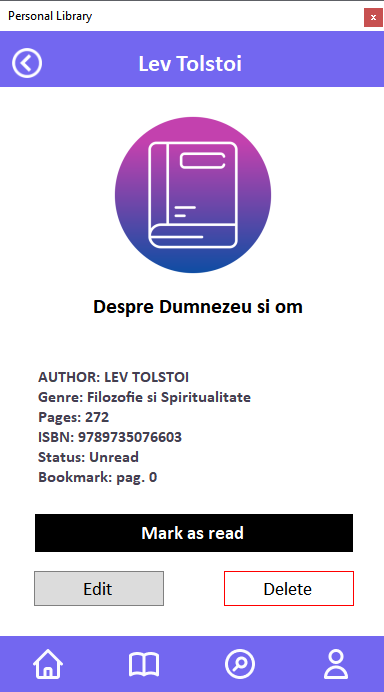 Personal Library
x
Lev Tolstoi
Despre Dumnezeu si om
AUTHOR: LEV TOLSTOI
Genre: Filozofie si Spiritualitate
Pages: 272
ISBN: 9789735076603
Status: Unread
Bookmark: pag. 0
Mark as read
Edit
Delete